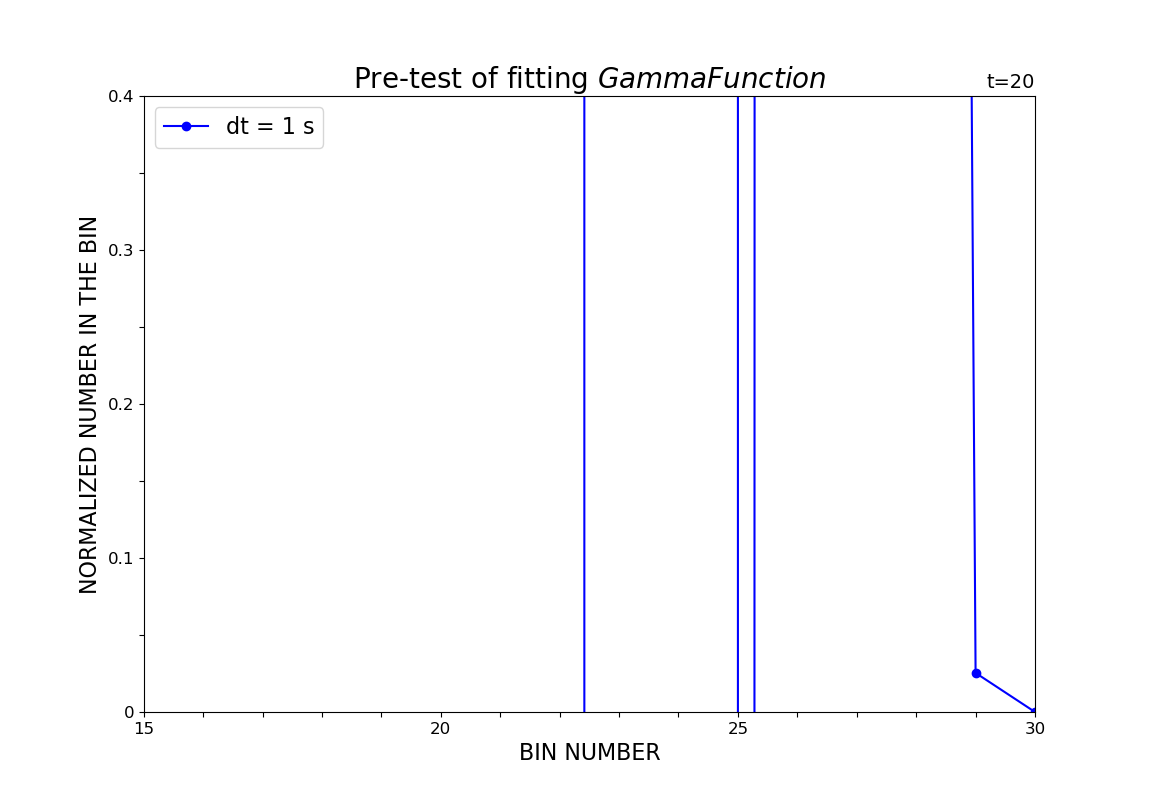 Pre-test of fitting GammaFunction
t=20
dt = 1 s
NORMALIZED NUMBER IN THE BIN
0.4
0.3
0.2
0.1
0
15 20 25 30
BIN NUMBER